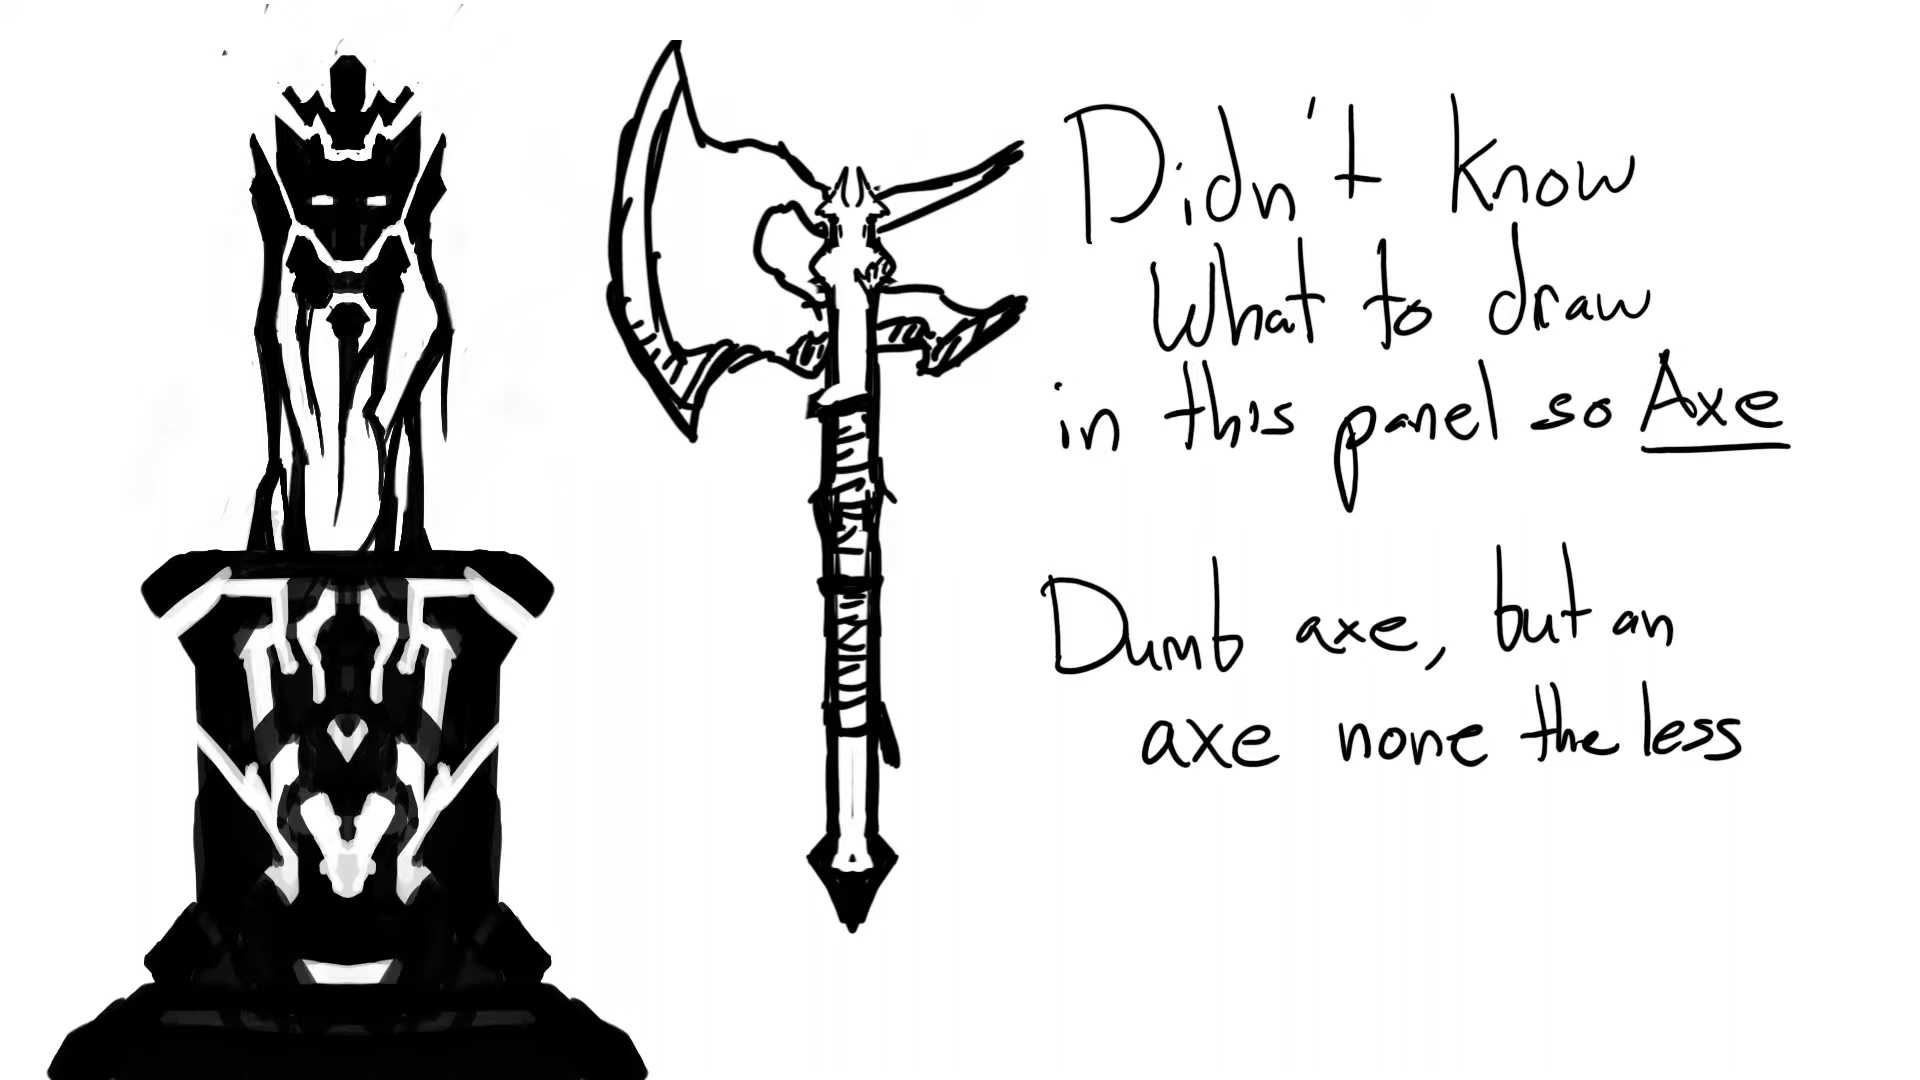 Didn't know
What to draw
in this panel so Axe
Dumb axe, but an
axe none the less